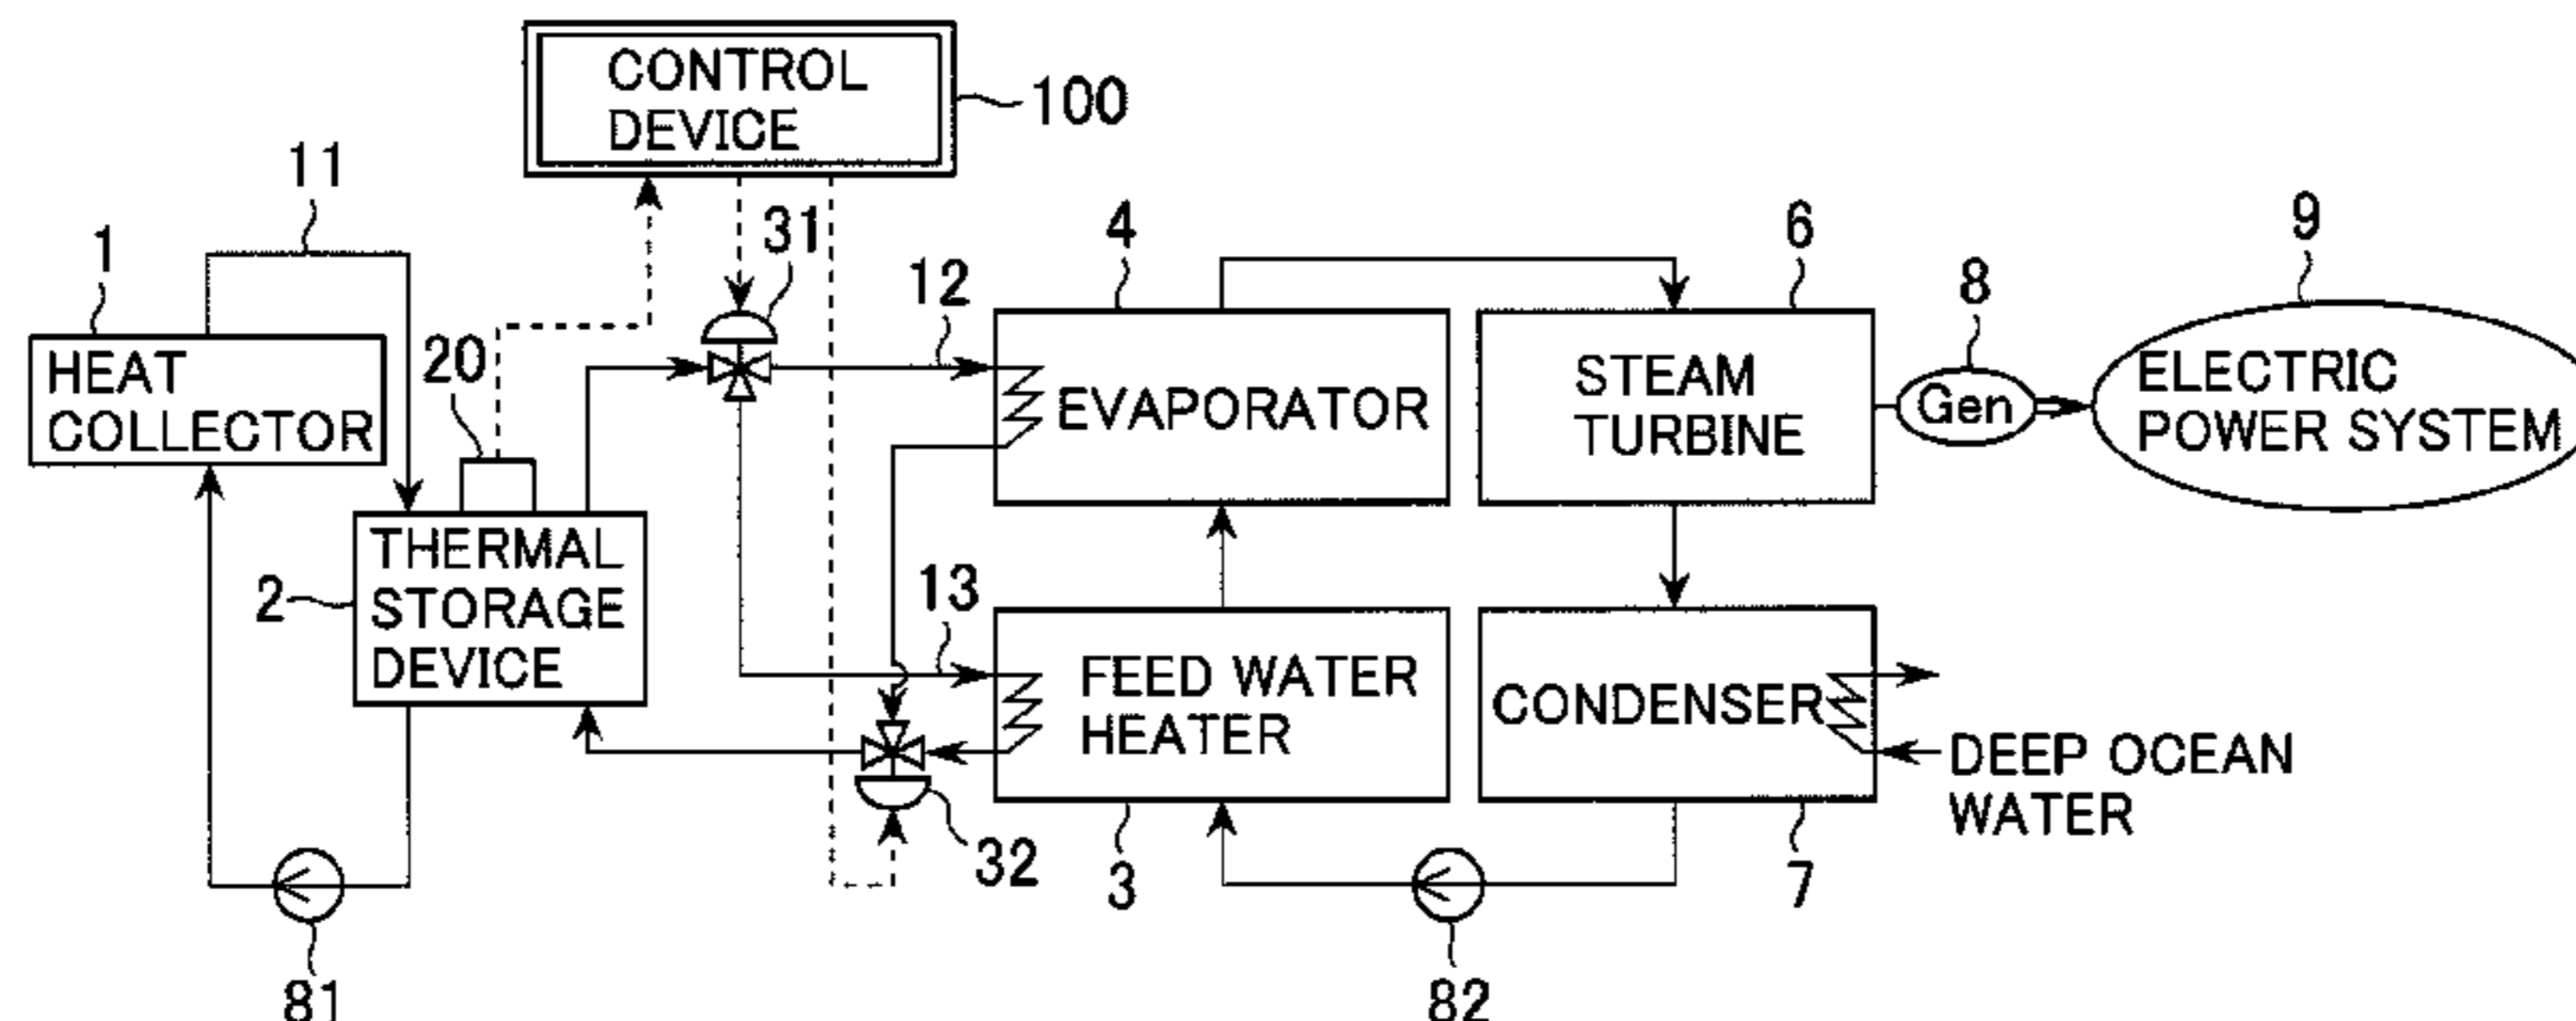 CONTROL
DEVICE
100
11
1
31
12
4
6
8
9
HEAT
COLLECTOR
20
EVAPORATOR
STEAM
TURBINE
Gen
ELECTRIC
POWER SYSTEM
2
THERMAL
STORAGE
DEVICE
13
FEED WATER
HEATER
CONDENSER
DEEP OCEAN
WATER
32
3
7
81
82